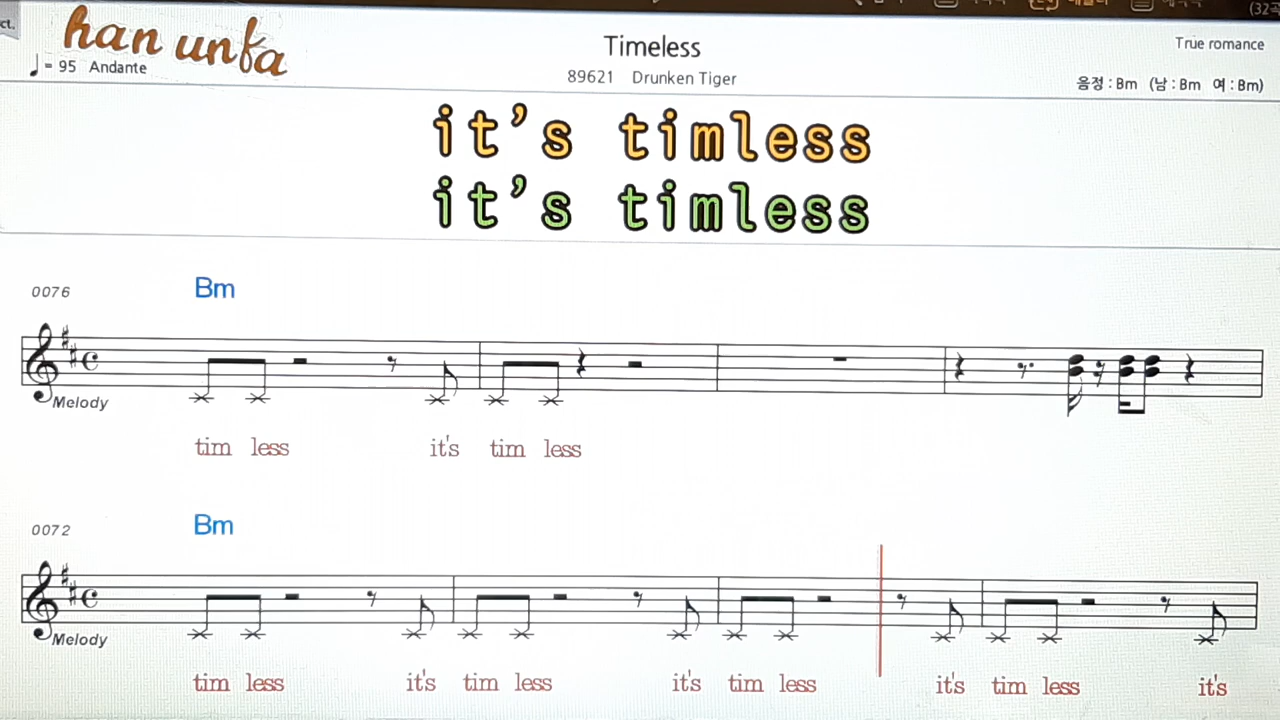 ct.
han unfa
Timeless
True romance
= 95 Andante
89621 Drunken Tiger
음정 : Bm (남 : Bm 여 : Bm)
it's timless
it's timless
0076
Bm
Melody
tim less it's tim less
0072
Bm
Melody
tim less it's tim less it's tim less it's tim less it's